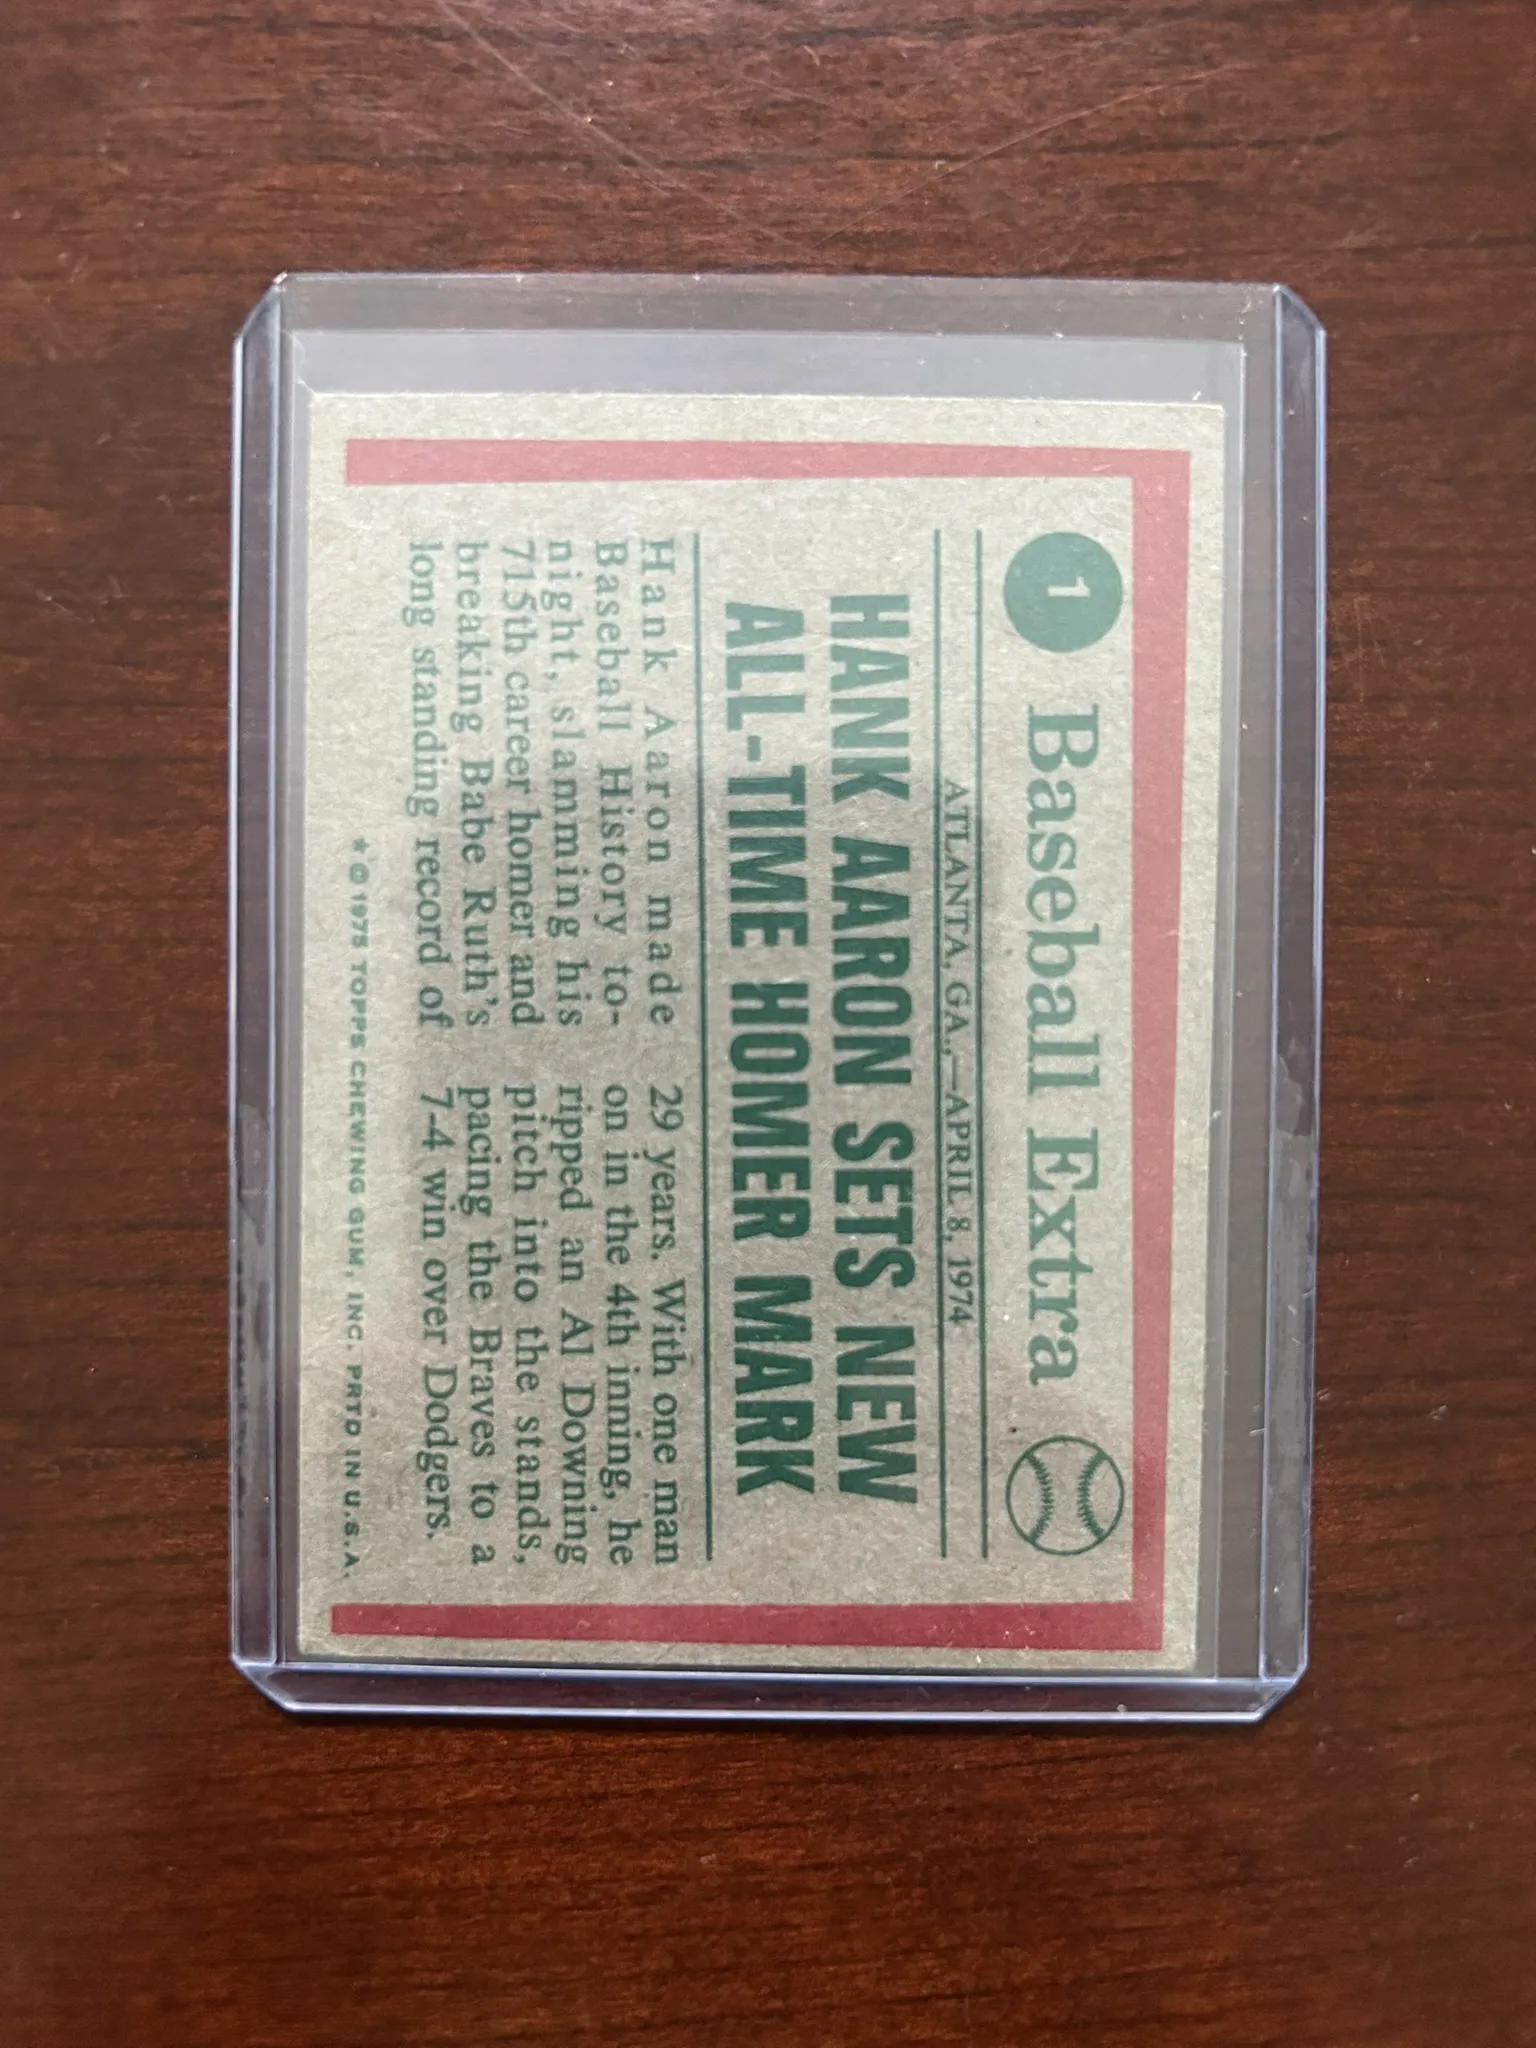 1
Baseball Extra
ATLANTA, GA.,—APRIL 8, 1974
HANK AARON SETS NEW
ALL-TIME HOMER MARK
Hank Aaron made
Baseball History to-
night, slamming his
715th career homer and
breaking Babe Ruth's
long standing record of
29 years. With one man
on in the 4th inning, he
ripped an Al Downing
pitch into the stands,
pacing the Braves to a
7-4 win over Dodgers.
*© 1975 TOPPS CHEWING GUM, INC. PRTD IN U.S.A.